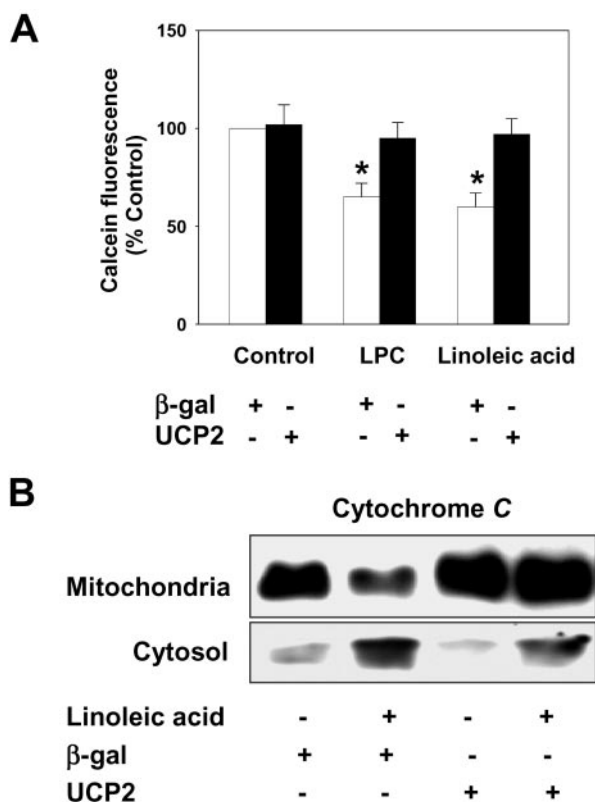 A
Calcein fluorescence
(% Control)
150
100
50
0
* *
Control LPC Linoleic acid
β-gal + - + - + -
UCP2 - + - + - +
B
Cytochrome C
Mitochondria
Cytosol
Linoleic acid - + - +
β-gal + + - -
UCP2 - - + +